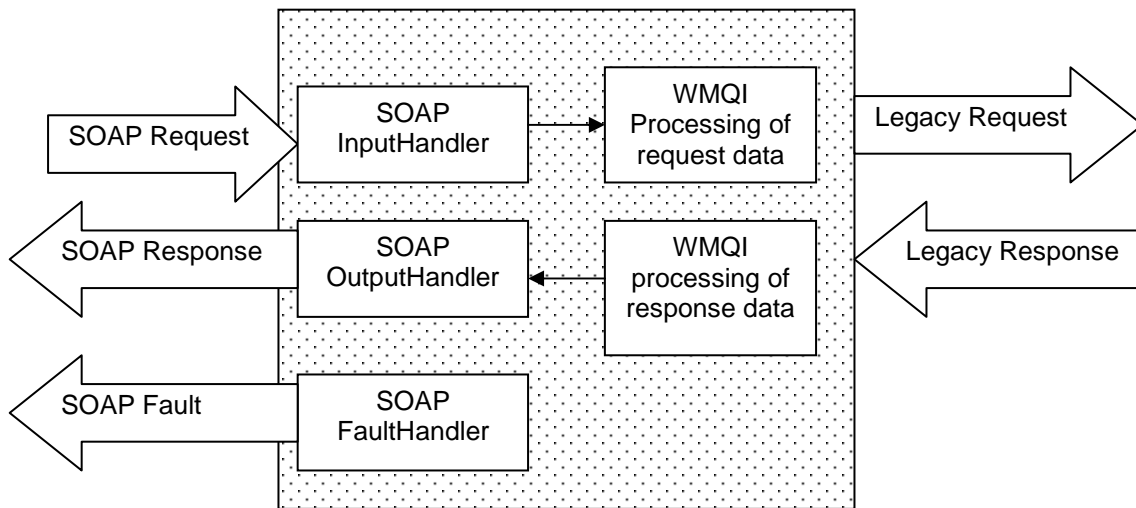 SOAP Request
SOAP
InputHandler
WMQI
Processing of
request data
Legacy Request
SOAP Response
SOAP
OutputHandler
WMQI
processing of
response data
Legacy Response
SOAP Fault
SOAP
FaultHandler